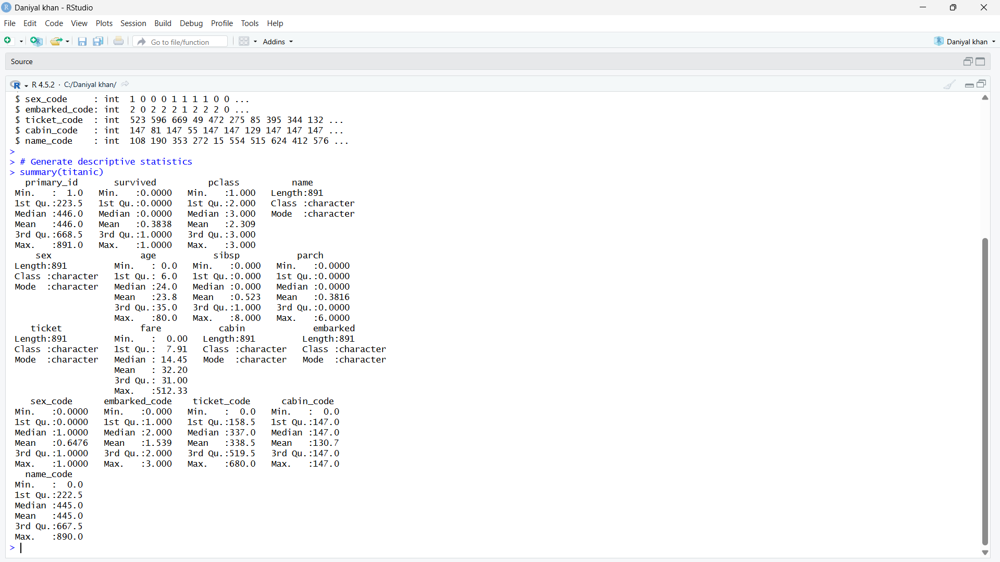 Daniyal khan - RStudio
File Edit Code View Plots Session Build Debug Profile Tools Help
Go to file/function Addins Daniyal khan
Source
R 4.5.2 · C:/Daniyal khan/
$ sex_code     : int  1 0 0 0 1 1 1 1 0 0 ...
$ embarked_code: int  2 0 2 2 2 1 2 2 2 0 ...
$ ticket_code  : int  523 596 669 49 472 275 85 395 344 132 ...
$ cabin_code   : int  147 81 147 55 147 147 129 147 147 147 ...
$ name_code    : int  108 190 353 272 15 554 515 624 412 576 ...
>
> # Generate descriptive statistics
> summary(titanic)
  primary_id       survived          pclass          name
Min.   :  1.0   Min.   :0.0000   Min.   :1.000   Length:891
1st Qu.:223.5   1st Qu.:0.0000   1st Qu.:2.000   Class :character
Median :446.0   Median :0.0000   Median :3.000   Mode  :character
Mean   :446.0   Mean   :0.3838   Mean   :2.309
3rd Qu.:668.5   3rd Qu.:1.0000   3rd Qu.:3.000
Max.   :891.0   Max.   :1.0000   Max.   :3.000
    sex                 age           sibsp           parch
Length:891         Min.   : 0.0   Min.   :0.000   Min.   :0.0000
Class :character   1st Qu.: 6.0   1st Qu.:0.000   1st Qu.:0.0000
Mode  :character   Median :24.0   Median :0.000   Median :0.0000
                   Mean   :23.8   Mean   :0.523   Mean   :0.3816
                   3rd Qu.:35.0   3rd Qu.:1.000   3rd Qu.:0.0000
                   Max.   :80.0   Max.   :8.000   Max.   :6.0000
   ticket               fare           cabin             embarked
Length:891         Min.   :  0.00   Length:891         Length:891
Class :character   1st Qu.:  7.91   Class :character   Class :character
Mode  :character   Median : 14.45   Mode  :character   Mode  :character
                   Mean   : 32.20
                   3rd Qu.: 31.00
                   Max.   :512.33
   sex_code      embarked_code    ticket_code      cabin_code
Min.   :0.0000   Min.   :0.000   Min.   :  0.0   Min.   :  0.0
1st Qu.:0.0000   1st Qu.:1.000   1st Qu.:158.5   1st Qu.:147.0
Median :1.0000   Median :2.000   Median :337.0   Median :147.0
Mean   :0.6476   Mean   :1.539   Mean   :338.5   Mean   :130.7
3rd Qu.:1.0000   3rd Qu.:2.000   3rd Qu.:519.5   3rd Qu.:147.0
Max.   :1.0000   Max.   :3.000   Max.   :680.0   Max.   :147.0
  name_code
Min.   :  0.0
1st Qu.:222.5
Median :445.0
Mean   :445.0
3rd Qu.:667.5
Max.   :890.0
>